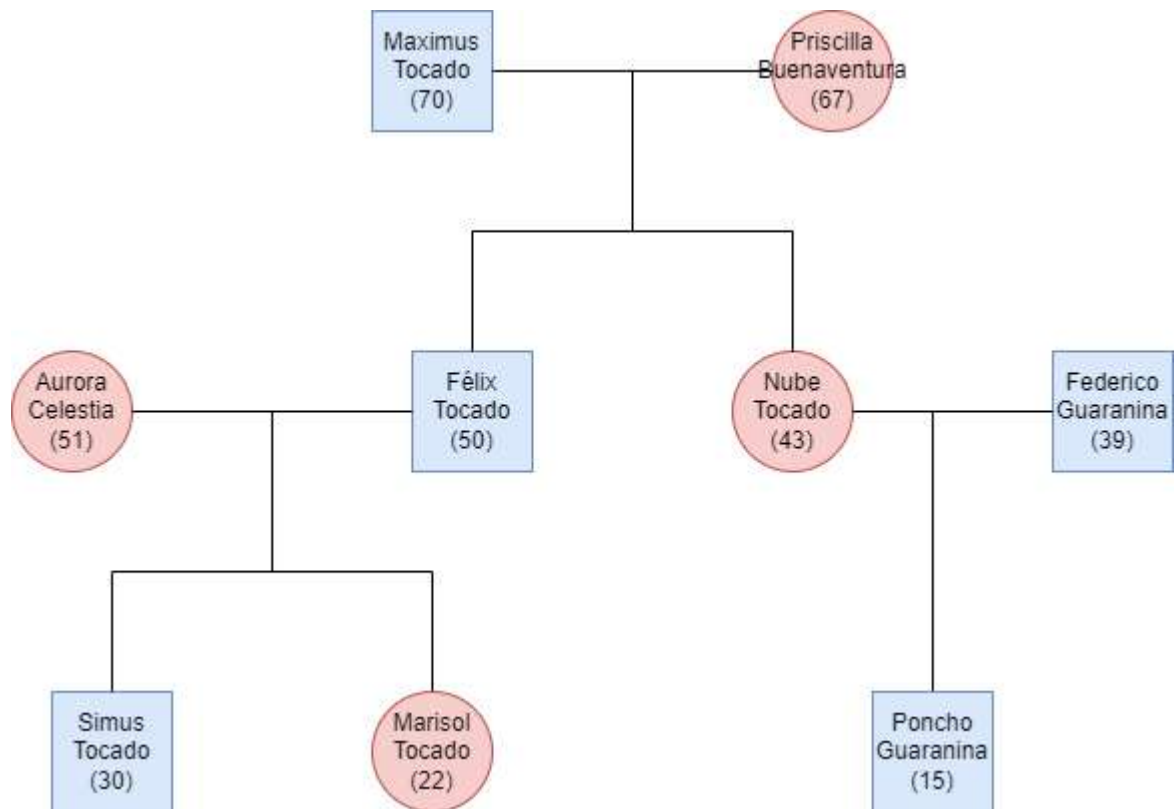 Maximus
Tocado
(70)
Priscilla
Buenaventura
(67)
Aurora
Celestia
(51)
Félix
Tocado
(50)
Nube
Tocado
(43)
Federico
Guaranina
(39)
Simus
Tocado
(30)
Marisol
Tocado
(22)
Poncho
Guaranina
(15)